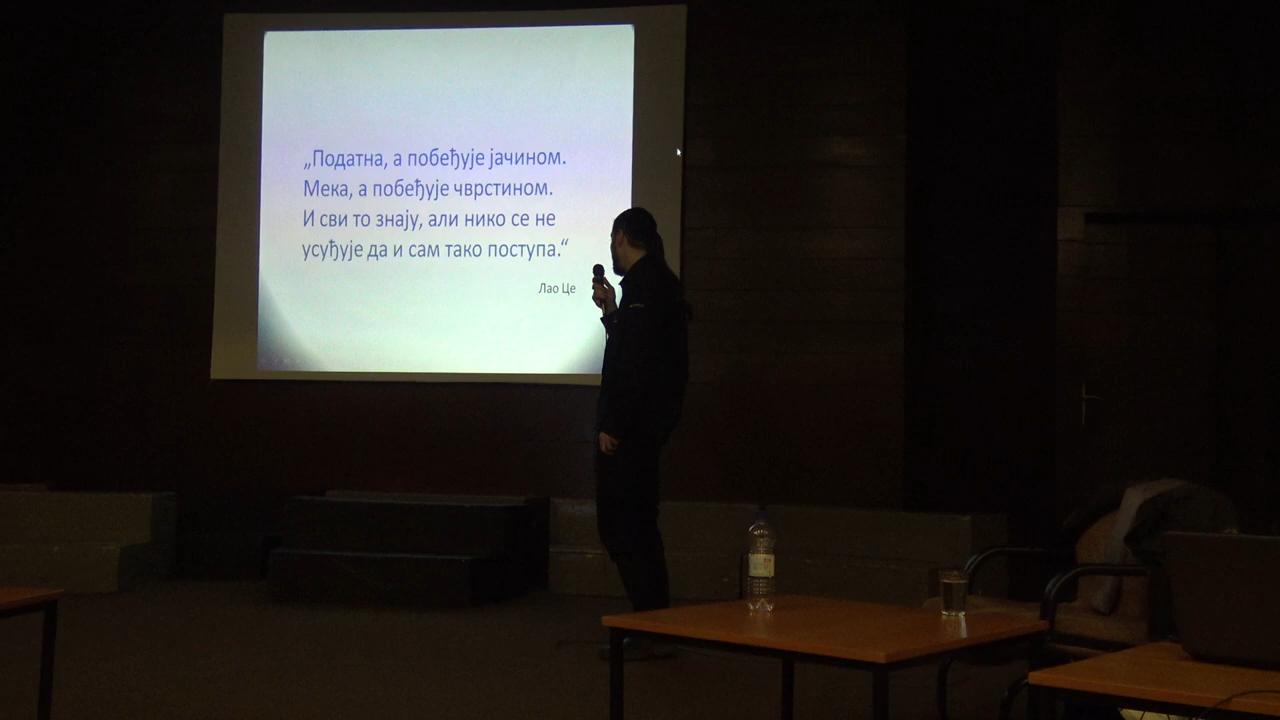 „Податна, а побеђује јачином.
Мека, а побеђује чврстином.
И сви то знају, али нико се не
усуђује да и сам тако поступа.“
Лао Це